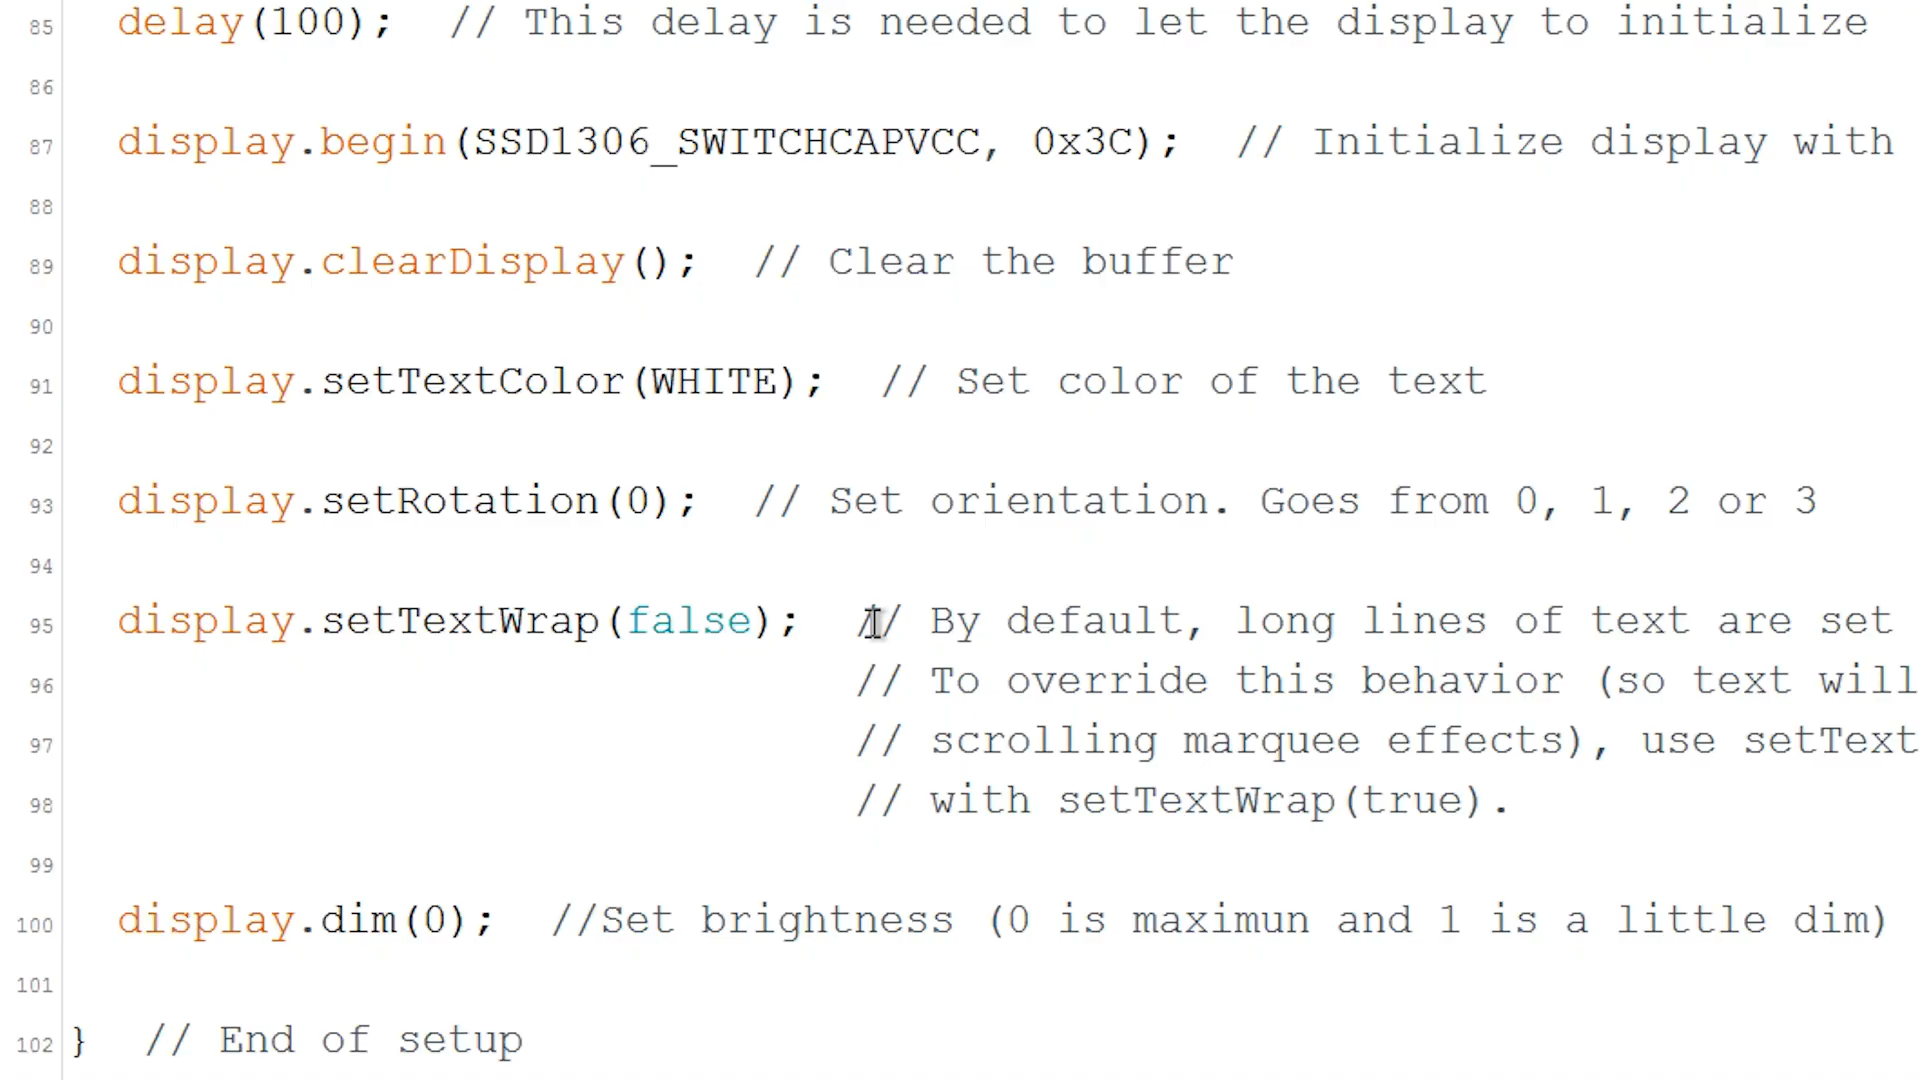 85 delay(100);  // This delay is needed to let the display to initialize
86
87 display.begin(SSD1306_SWITCHCAPVCC, 0x3C);  // Initialize display with
88
89 display.clearDisplay();  // Clear the buffer
90
91 display.setTextColor(WHITE);  // Set color of the text
92
93 display.setRotation(0);  // Set orientation. Goes from 0, 1, 2 or 3
94
95 display.setTextWrap(false);  // By default, long lines of text are set
96 // To override this behavior (so text will
97 // scrolling marquee effects), use setText
98 // with setTextWrap(true).
99
100 display.dim(0);  //Set brightness (0 is maximun and 1 is a little dim)
101
102 }  // End of setup